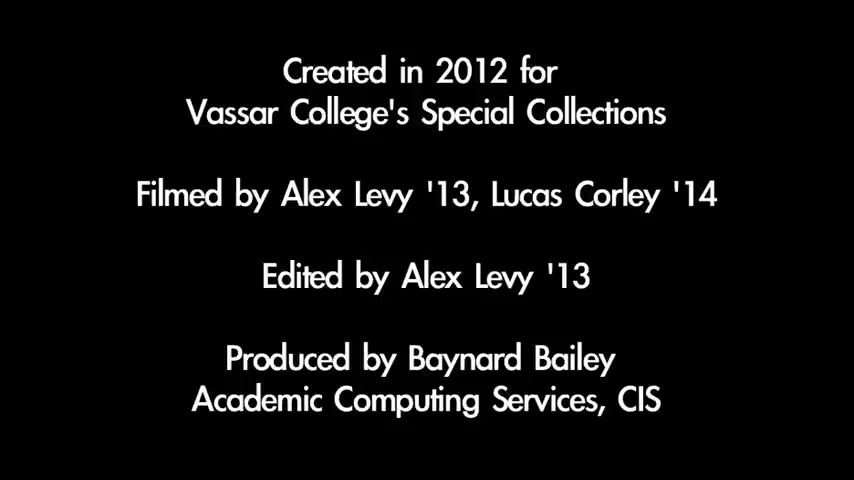 Created in 2012 for
Vassar College's Special Collections
Filmed by Alex Levy '13, Lucas Corley '14
Edited by Alex Levy '13
Produced by Baynard Bailey
Academic Computing Services, CIS